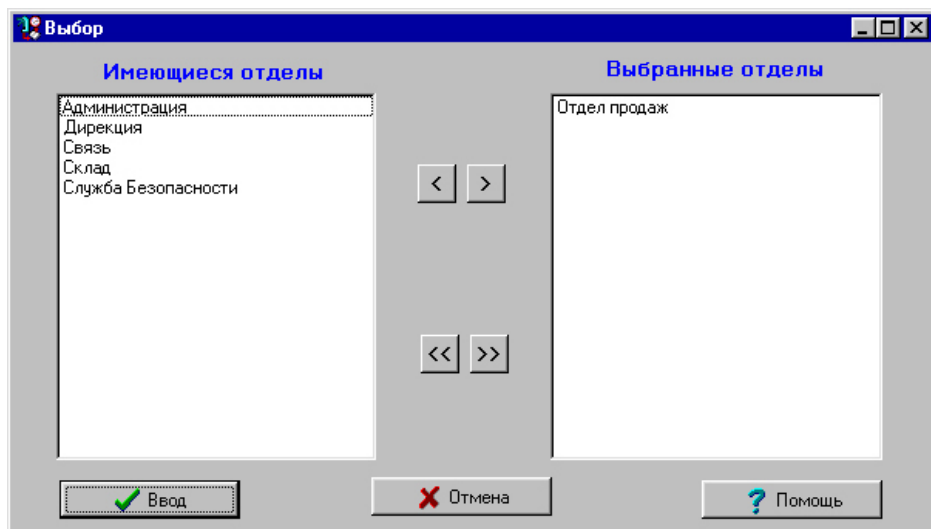 Выбор
Имеющиеся отделы
Выбранные отделы
Администрация
Дирекция
Связь
Склад
Служба Безопасности
Отдел продаж
< >
<< >>
Ввод
Отмена
? Помощь